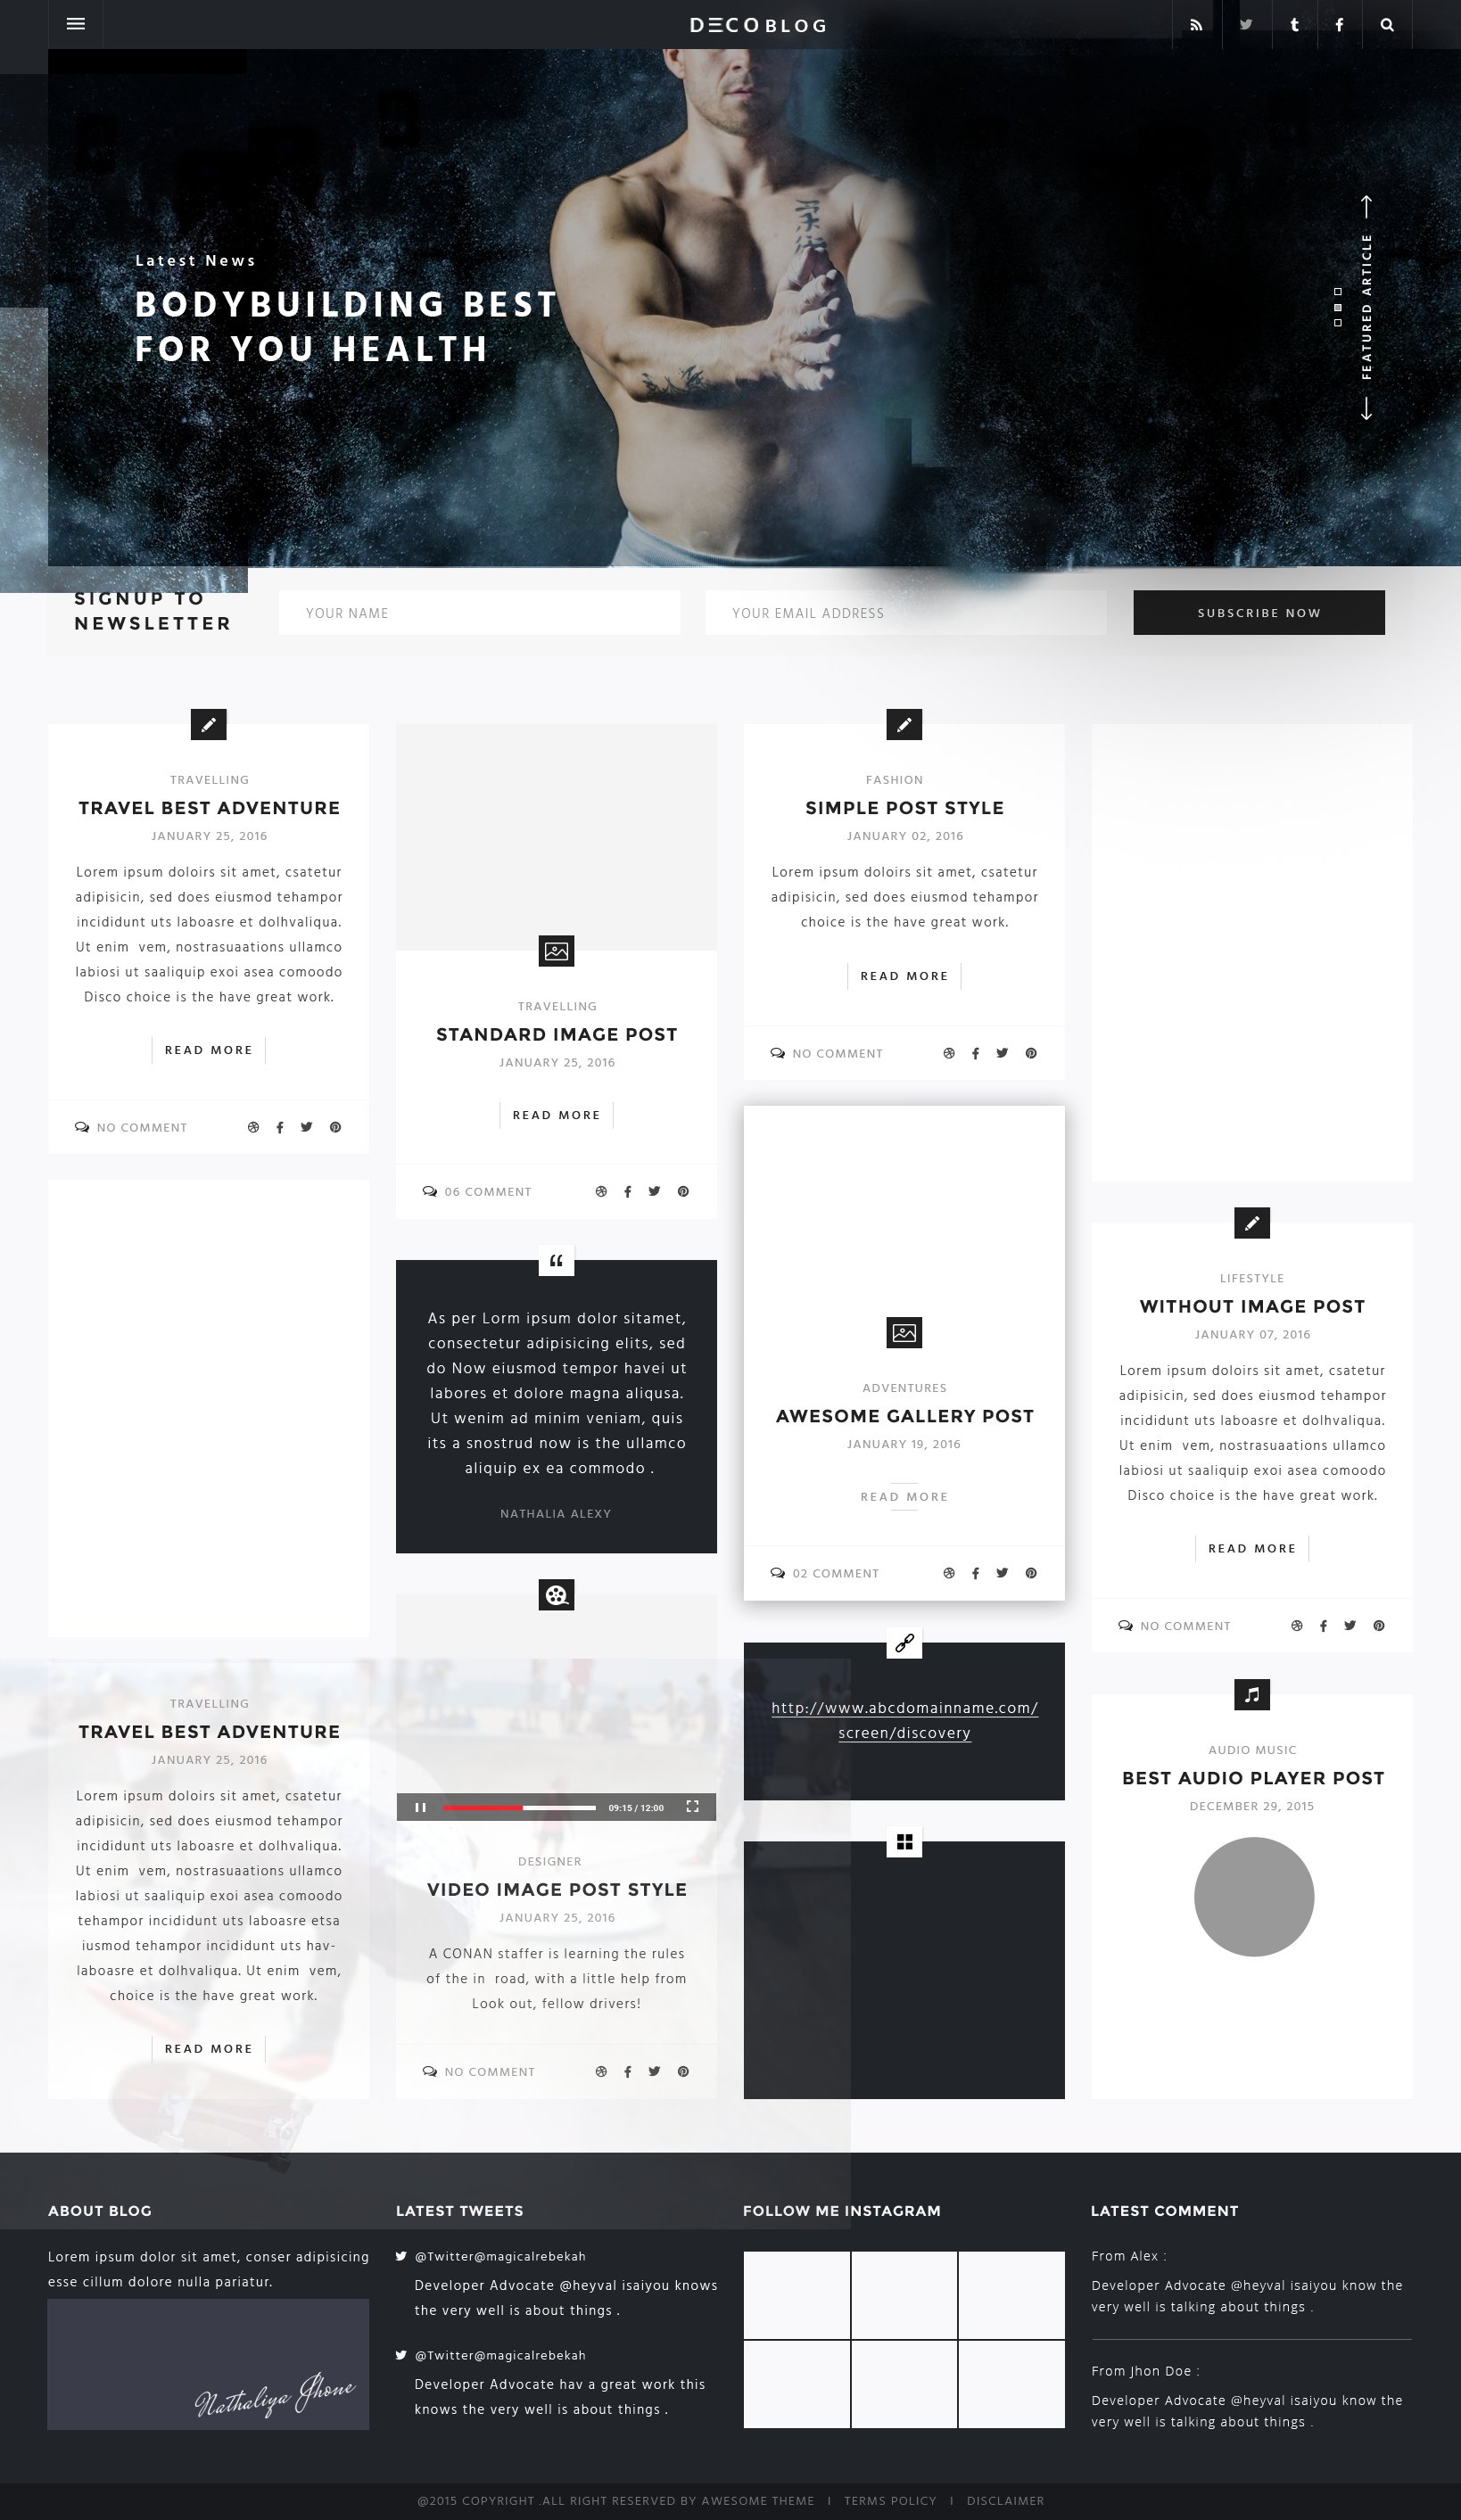 DECOBLOG
Latest News
BODYBUILDING BEST
FOR YOU HEALTH
FEATURED ARTICLE
SIGNUP TO
NEWSLETTER
YOUR NAME
YOUR EMAIL ADDRESS
SUBSCRIBE NOW
TRAVELLING
TRAVEL BEST ADVENTURE
JANUARY 25, 2016
Lorem ipsum doloirs sit amet, csatetur
adipisicin, sed does eiusmod tehampor
incididunt uts laboasre et dolhvaliqua.
Ut enim vem, nostrasuaations ullamco
labiosi ut saaliquip exoi asea comoodo
Disco choice is the have great work.
READ MORE
NO COMMENT
TRAVELLING
TRAVEL BEST ADVENTURE
JANUARY 25, 2016
Lorem ipsum doloirs sit amet, csatetur
adipisicin, sed does eiusmod tehampor
incididunt uts laboasre et dolhvaliqua.
Ut enim vem, nostrasuaations ullamco
labiosi ut saaliquip exoi asea comoodo
tehampor incididunt uts laboasre etsa
iusmod tehampor incididunt uts hav-
laboasre et dolhvaliqua. Ut enim vem,
choice is the have great work.
READ MORE
TRAVELLING
STANDARD IMAGE POST
JANUARY 25, 2016
READ MORE
06 COMMENT
“
As per Lorm ipsum dolor sitamet,
consectetur adipisicing elits, sed
do Now eiusmod tempor havei ut
labores et dolore magna aliqusa.
Ut wenim ad minim veniam, quis
its a snostrud now is the ullamco
aliquip ex ea commodo .
NATHALIA ALEXY
09:15 / 12:00
DESIGNER
VIDEO IMAGE POST STYLE
JANUARY 25, 2016
A CONAN staffer is learning the rules
of the in road, with a little help from
Look out, fellow drivers!
NO COMMENT
FASHION
SIMPLE POST STYLE
JANUARY 02, 2016
Lorem ipsum doloirs sit amet, csatetur
adipisicin, sed does eiusmod tehampor
choice is the have great work.
READ MORE
NO COMMENT
ADVENTURES
AWESOME GALLERY POST
JANUARY 19, 2016
READ MORE
02 COMMENT
http://www.abcdomainname.com/
screen/discovery
LIFESTYLE
WITHOUT IMAGE POST
JANUARY 07, 2016
Lorem ipsum doloirs sit amet, csatetur
adipisicin, sed does eiusmod tehampor
incididunt uts laboasre et dolhvaliqua.
Ut enim vem, nostrasuaations ullamco
labiosi ut saaliquip exoi asea comoodo
Disco choice is the have great work.
READ MORE
NO COMMENT
AUDIO MUSIC
BEST AUDIO PLAYER POST
DECEMBER 29, 2015
ABOUT BLOG
Lorem ipsum dolor sit amet, conser adipisicing
esse cillum dolore nulla pariatur.
Nathaliya Jhone
LATEST TWEETS
@Twitter@magicalrebekah
Developer Advocate @heyval isaiyou knows
the very well is about things .
@Twitter@magicalrebekah
Developer Advocate hav a great work this
knows the very well is about things .
FOLLOW ME INSTAGRAM
LATEST COMMENT
From Alex :
Developer Advocate @heyval isaiyou know the
very well is talking about things .
From Jhon Doe :
Developer Advocate @heyval isaiyou know the
very well is talking about things .
@2015 COPYRIGHT .ALL RIGHT RESERVED BY AWESOME THEME | TERMS POLICY | DISCLAIMER